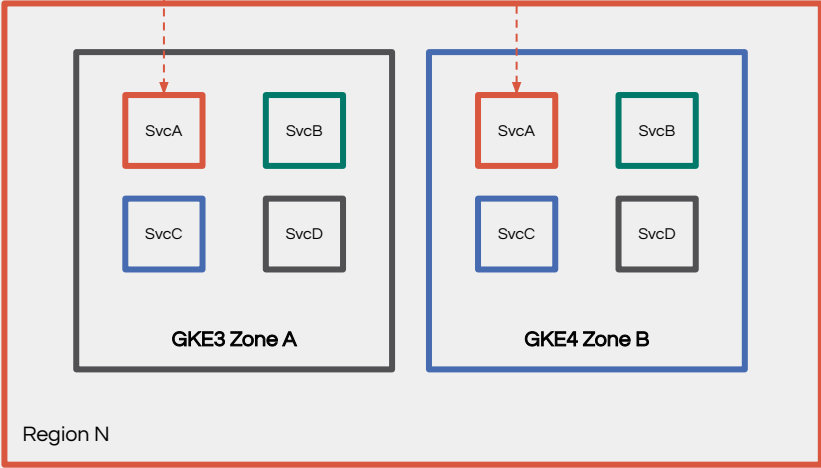 SvcA
SvcB
SvcC
SvcD
GKE3 Zone A
SvcA
SvcB
SvcC
SvcD
GKE4 Zone B
Region N